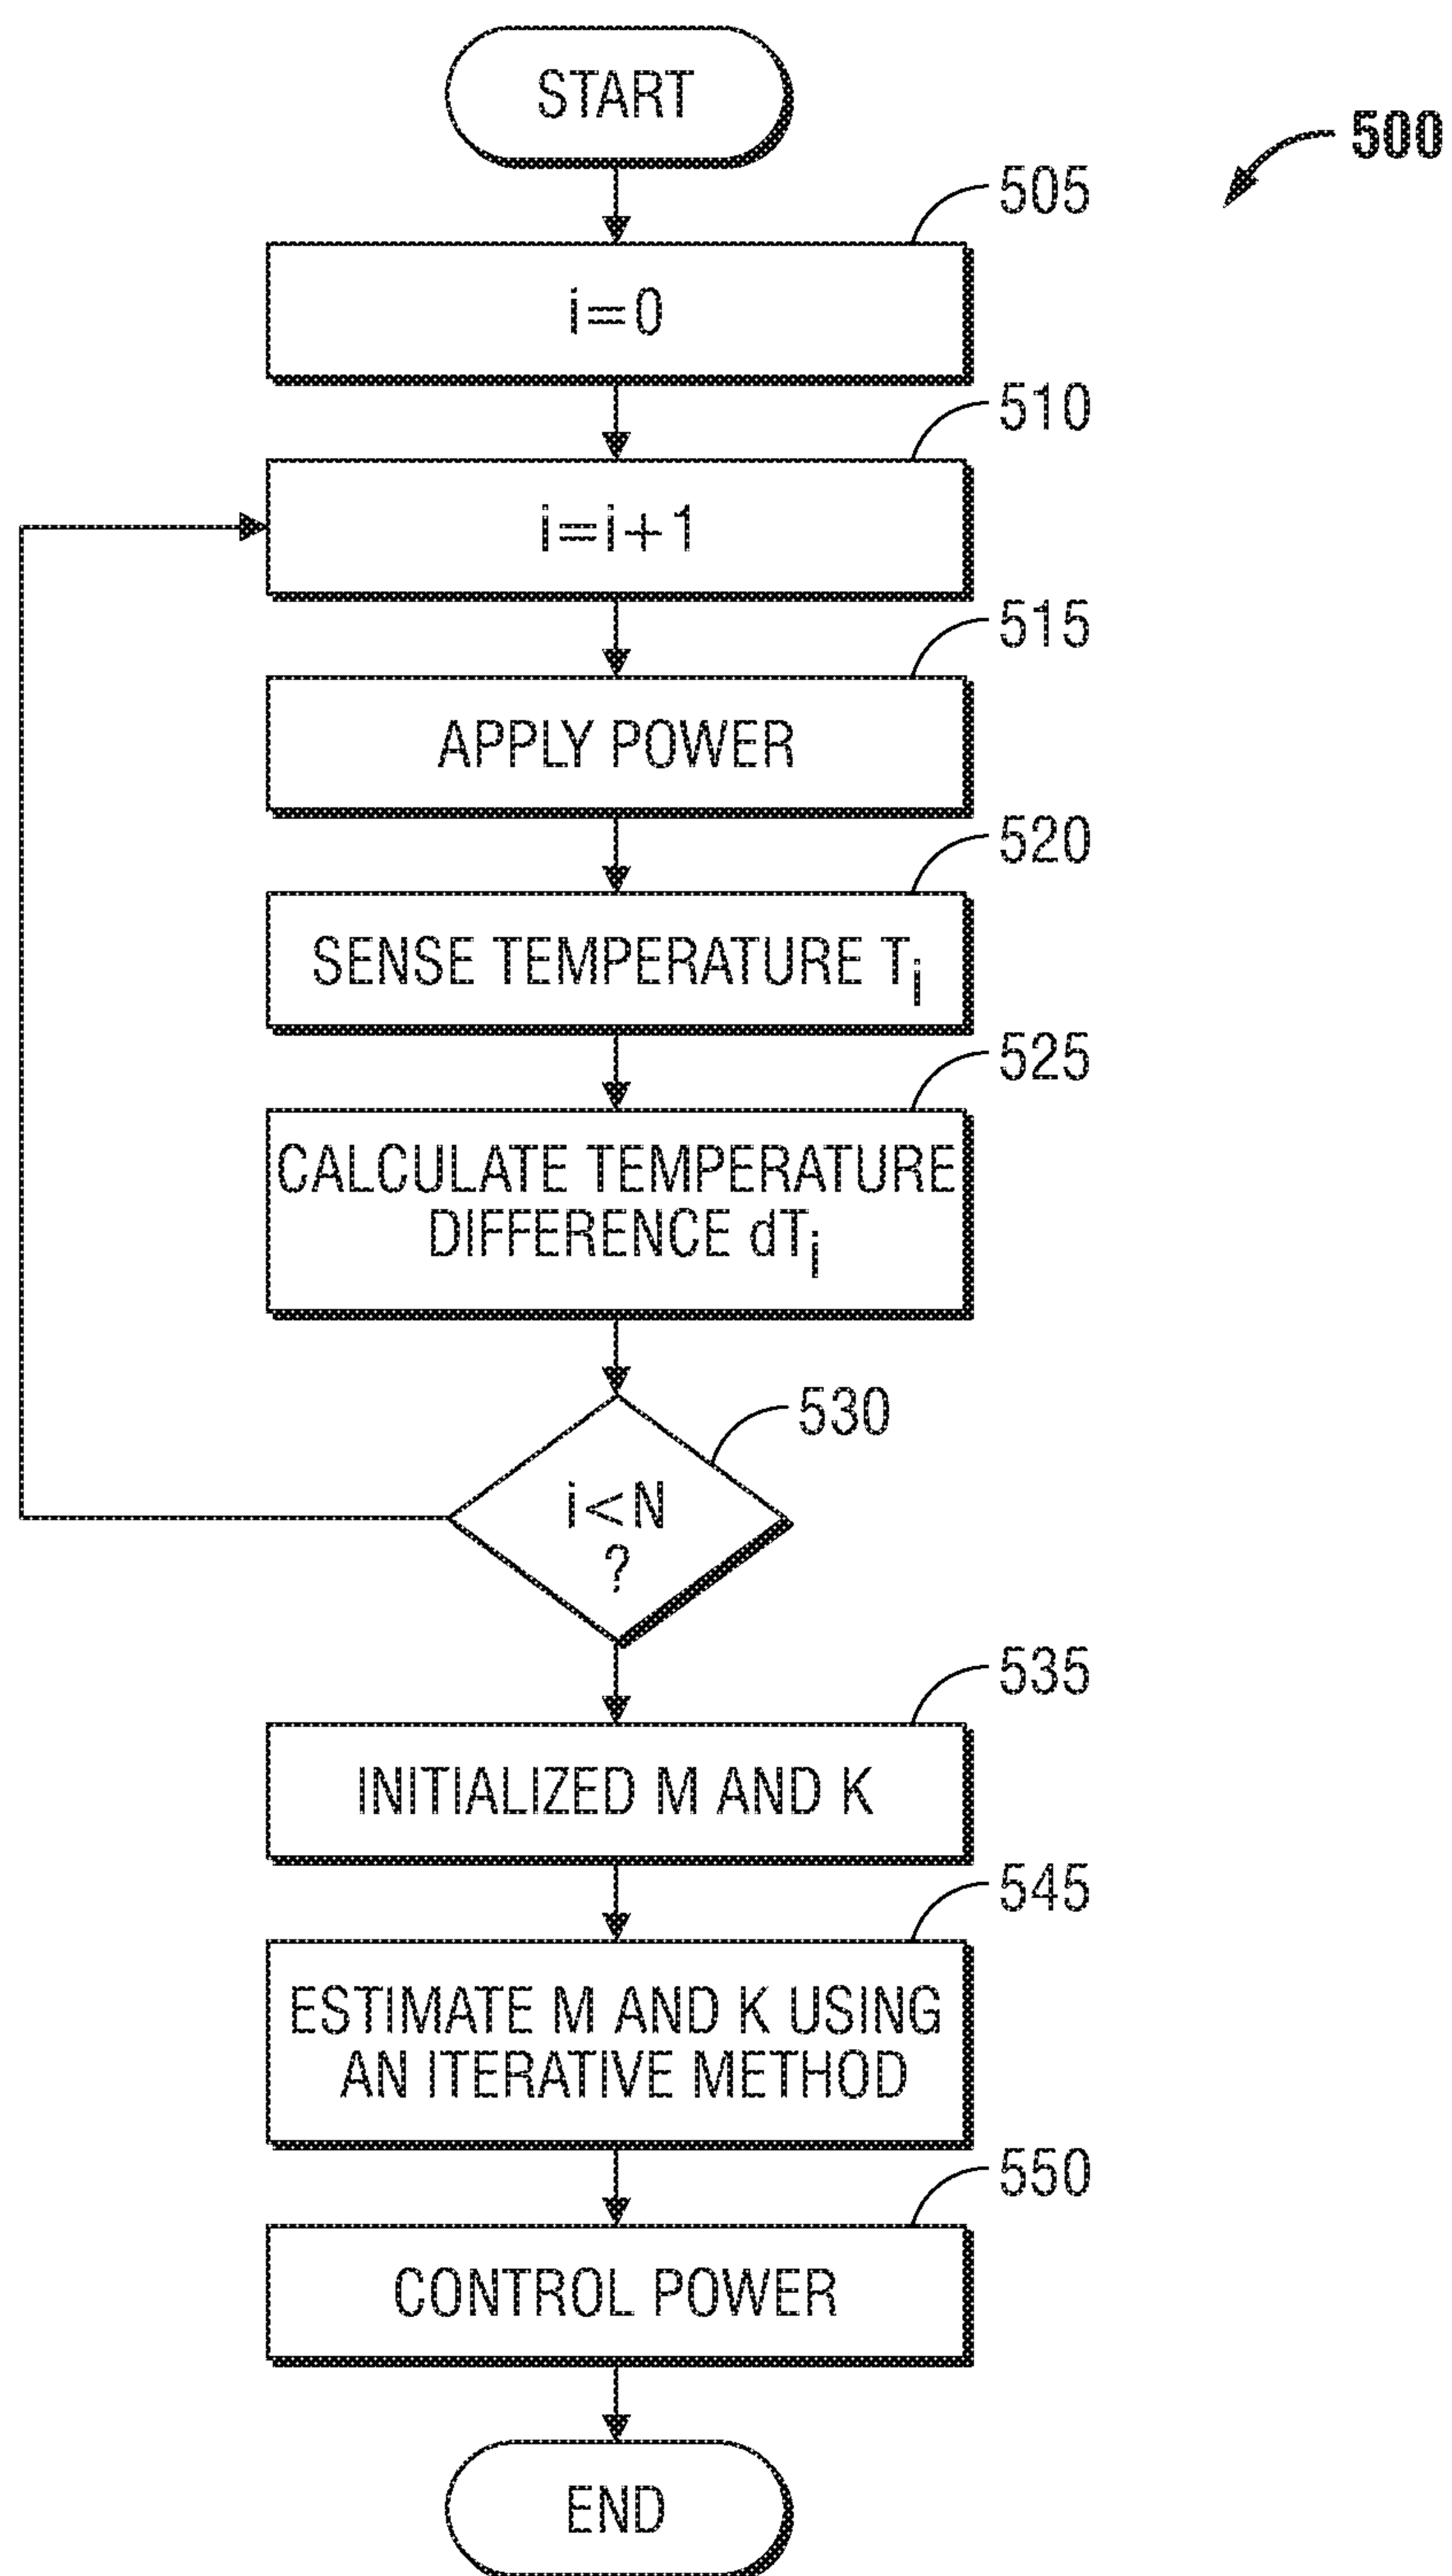 START
500
505
i=0
510
i=i+1
515
APPLY POWER
520
SENSE TEMPERATURE Ti
525
CALCULATE TEMPERATURE
DIFFERENCE dTi
530
i<N
?
535
INITIALIZED M AND K
545
ESTIMATE M AND K USING
AN ITERATIVE METHOD
550
CONTROL POWER
END